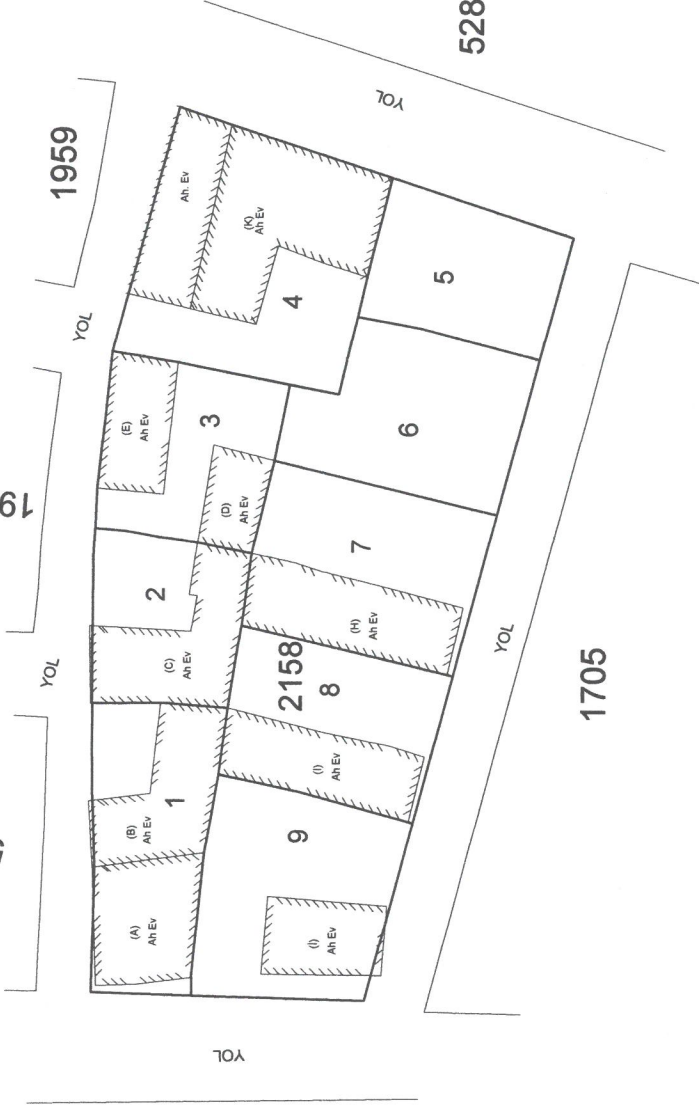 528
YOL
1959
Ah. Ev
(K)
Ah Ev
4
5
YOL
(E)
Ah Ev
3
6
(D)
Ah Ev
19
2
7
(C)
Ah Ev
(H)
Ah Ev
YOL
2158
8
YOL
1705
(I)
Ah Ev
1
(B)
Ah Ev
9
(A)
Ah Ev
(I)
Ah Ev
YOL